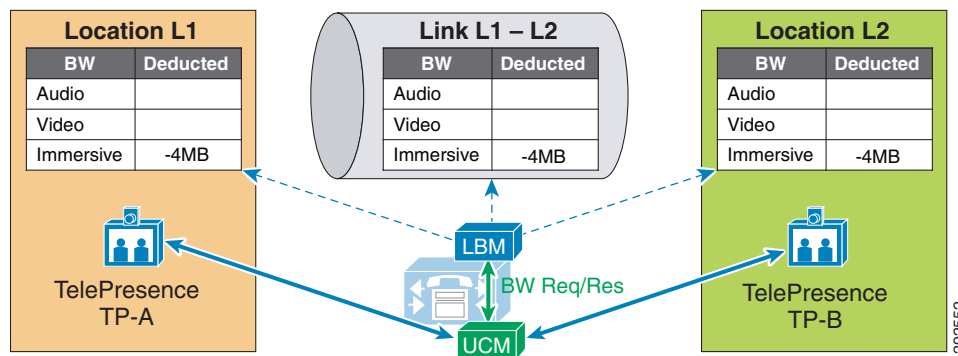 Location L1
BW Deducted
Audio
Video
Immersive -4MB
Link L1 – L2
BW Deducted
Audio
Video
Immersive -4MB
Location L2
BW Deducted
Audio
Video
Immersive -4MB
LBM
BW Req/Res
UCM
TelePresence
TP-A
TelePresence
TP-B